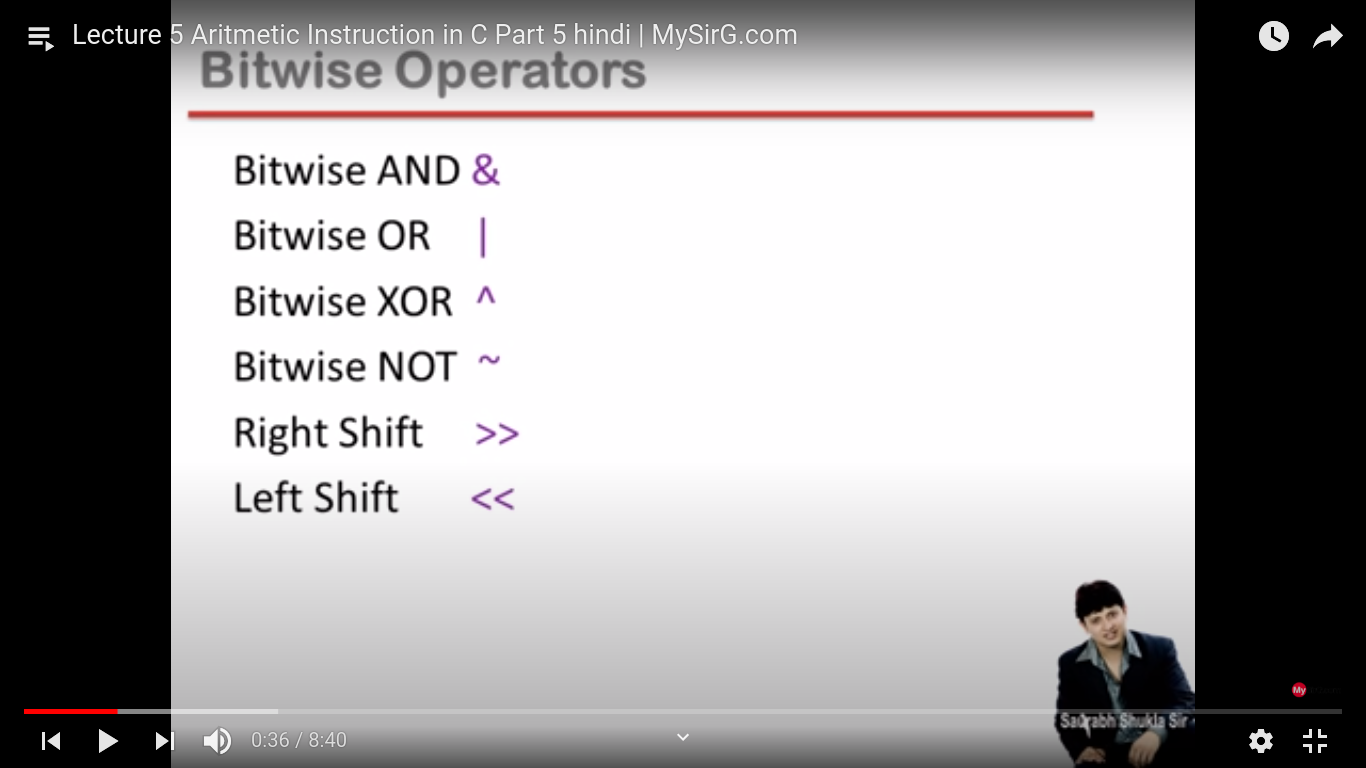 Lecture 5 Aritmetic Instruction in C Part 5 hindi | MySirG.com
Bitwise Operators
Bitwise AND &
Bitwise OR |
Bitwise XOR ^
Bitwise NOT ~
Right Shift >>
Left Shift <<
My
Saurabh Shukla Sir
0:36 / 8:40